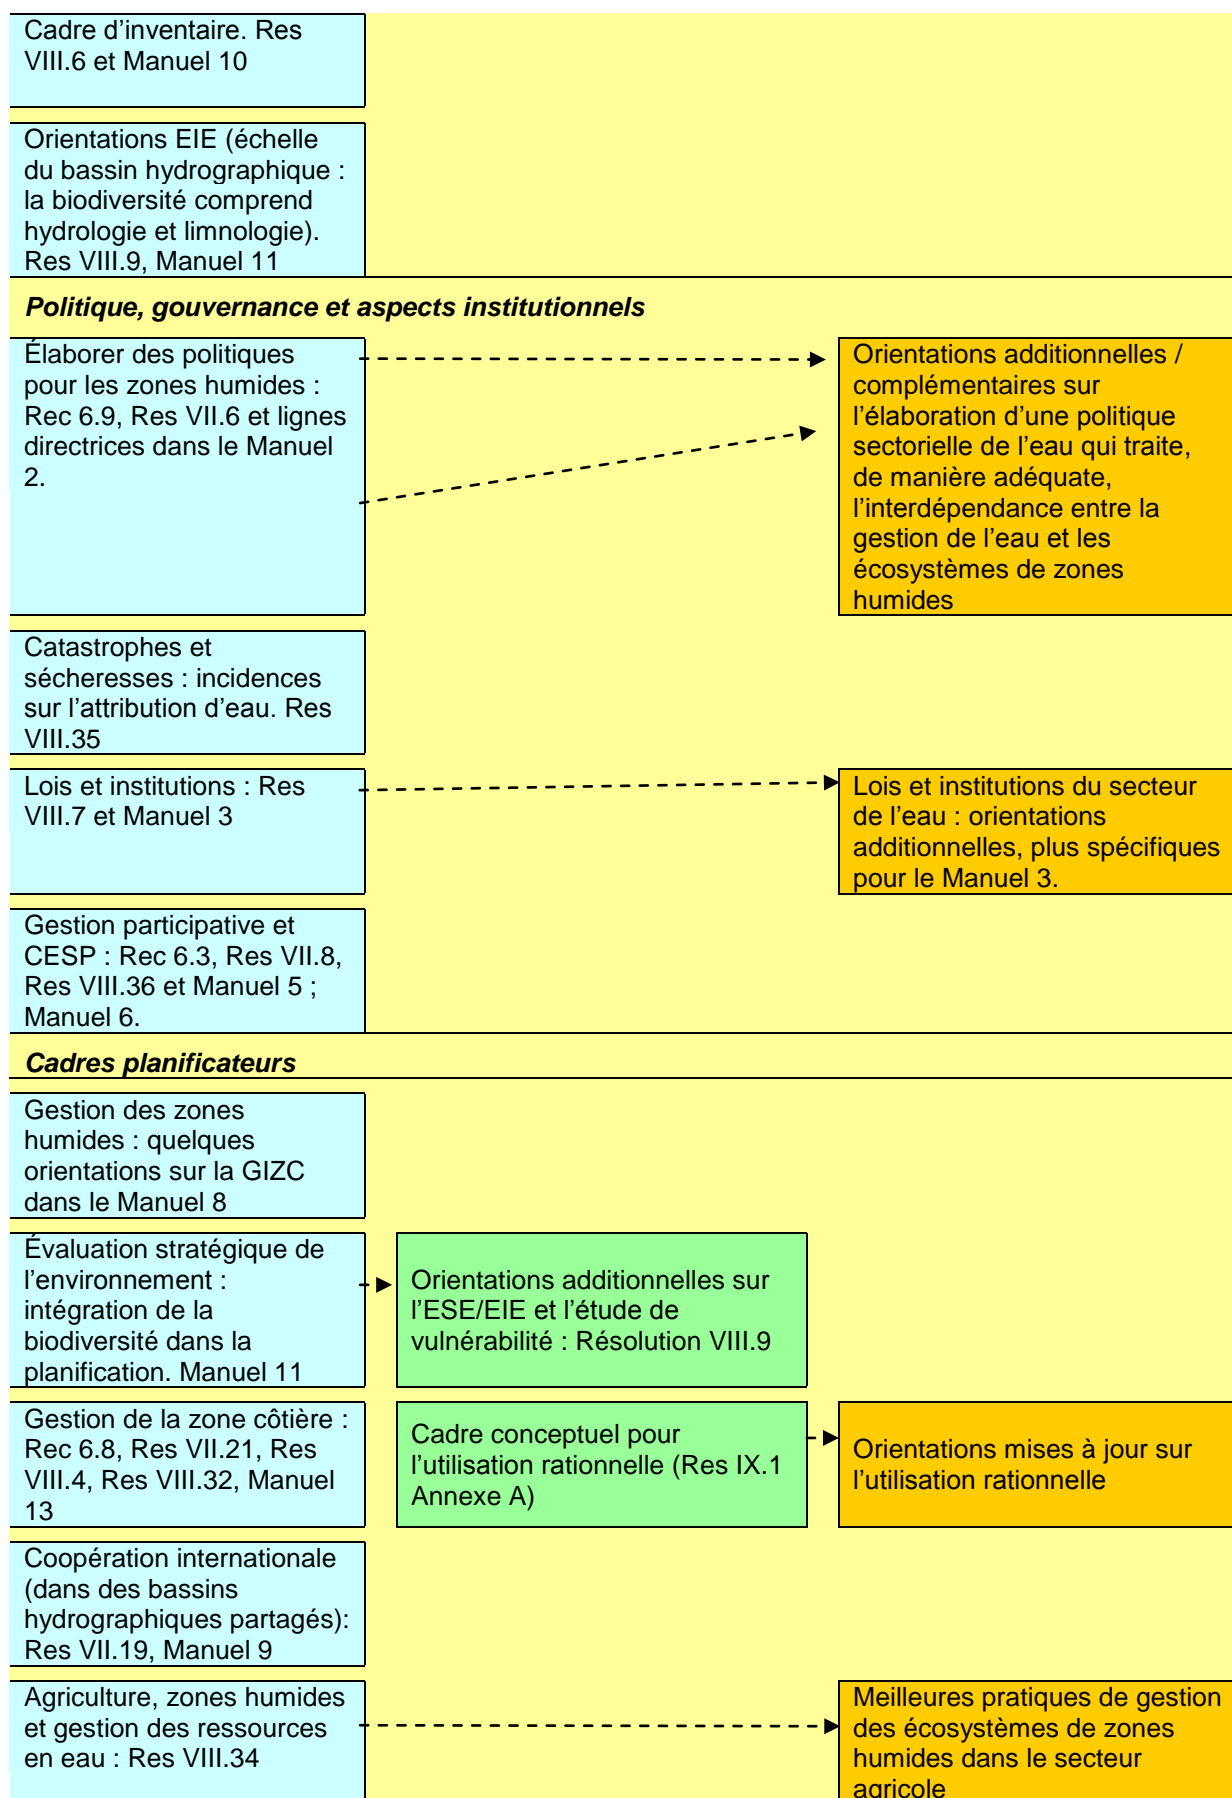 Cadre d’inventaire. Res
VIII.6 et Manuel 10
Orientations EIE (échelle
du bassin hydrographique :
la biodiversité comprend
hydrologie et limnologie).
Res VIII.9, Manuel 11
Politique, gouvernance et aspects institutionnels
Élaborer des politiques
pour les zones humides :
Rec 6.9, Res VII.6 et lignes
directrices dans le Manuel
2.
Orientations additionnelles /
complémentaires sur
l’élaboration d’une politique
sectorielle de l’eau qui traite,
de manière adéquate,
l’interdépendance entre la
gestion de l’eau et les
écosystèmes de zones
humides
Catastrophes et
sécheresses : incidences
sur l’attribution d’eau. Res
VIII.35
Lois et institutions : Res
VIII.7 et Manuel 3
Lois et institutions du secteur
de l’eau : orientations
additionnelles, plus spécifiques
pour le Manuel 3.
Gestion participative et
CESP : Rec 6.3, Res VII.8,
Res VIII.36 et Manuel 5 ;
Manuel 6.
Cadres planificateurs
Gestion des zones
humides : quelques
orientations sur la GIZC
dans le Manuel 8
Évaluation stratégique de
l’environnement :
intégration de la
biodiversité dans la
planification. Manuel 11
Orientations additionnelles sur
l’ESE/EIE et l’étude de
vulnérabilité : Résolution VIII.9
Gestion de la zone côtière :
Rec 6.8, Res VII.21, Res
VIII.4, Res VIII.32, Manuel
13
Cadre conceptuel pour
l’utilisation rationnelle (Res IX.1
Annexe A)
Orientations mises à jour sur
l’utilisation rationnelle
Coopération internationale
(dans des bassins
hydrographiques partagés):
Res VII.19, Manuel 9
Agriculture, zones humides
et gestion des ressources
en eau : Res VIII.34
Meilleures pratiques de gestion
des écosystèmes de zones
humides dans le secteur
agricole